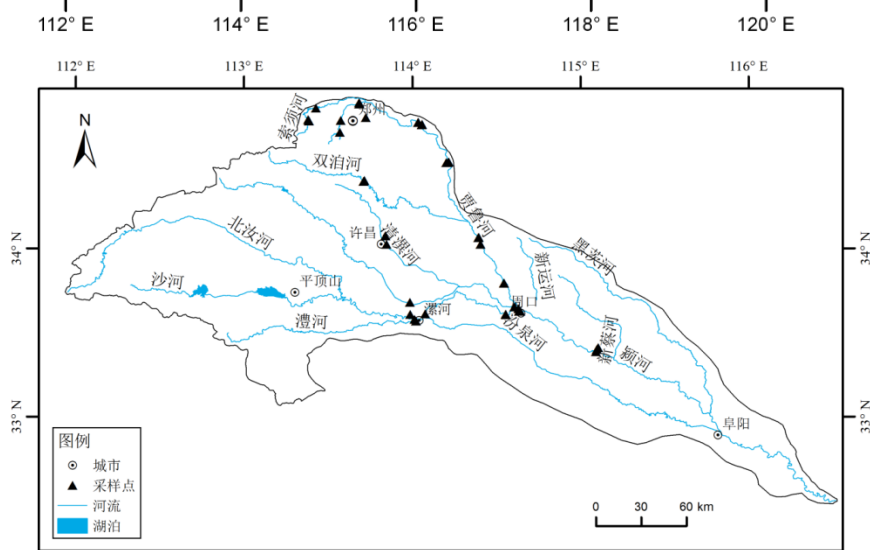 112° E 114° E 116° E 118° E 120° E
112° E 113° E 114° E 115° E 116° E
N
索须河
郑州
双洎河
贾鲁河
34° N
34° N
北汝河
许昌
清潩河
黑茨河
新运河
沙河
平顶山
周口
漯河
澧河
汾泉河
新蔡河
颍河
33° N
33° N
阜阳
图例
城市
采样点
河流
湖泊
0 30 60 km